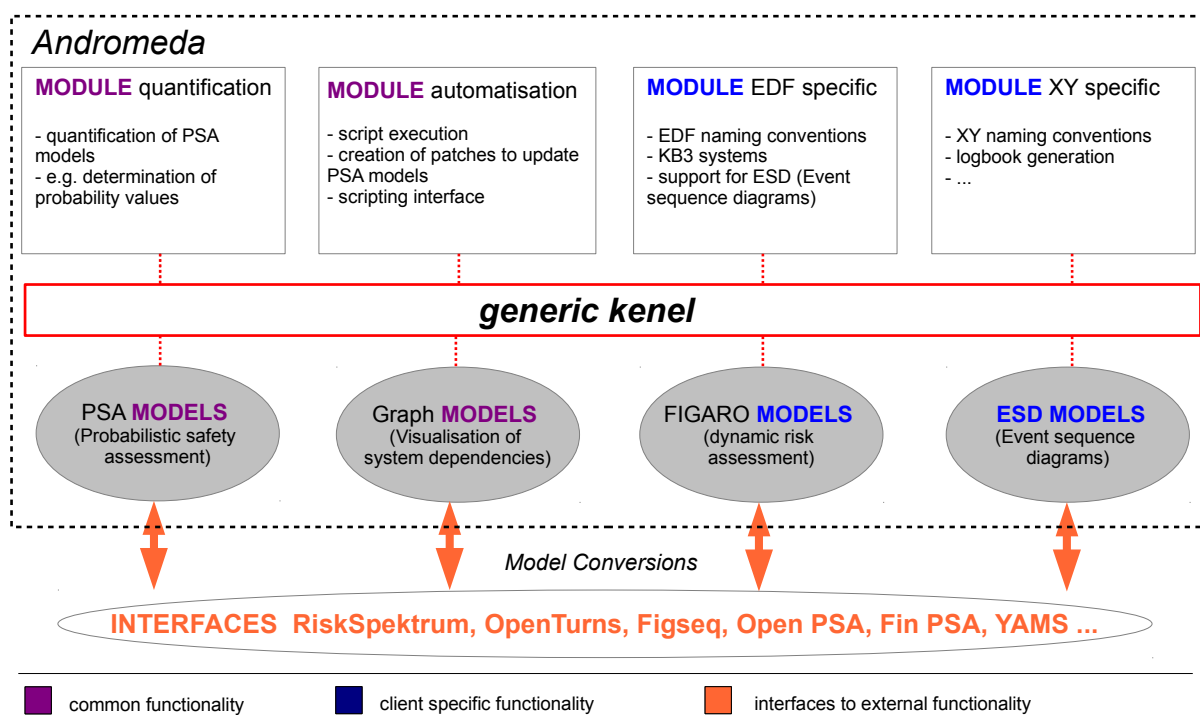 Andromeda
MODULE quantification
- quantification of PSA
models
- e.g. determination of
probability values
MODULE automatisation
- script execution
- creation of patches to update
PSA models
- scripting interface
MODULE EDF specific
- EDF naming conventions
- KB3 systems
- support for ESD (Event
sequence diagrams)
MODULE XY specific
- XY naming conventions
- logbook generation
- ...
generic kenel
PSA MODELS
(Probabilistic safety
assessment)
Graph MODELS
(Visualisation of
system dependencies)
FIGARO MODELS
(dynamic risk
assessment)
ESD MODELS
(Event sequence
diagrams)
Model Conversions
INTERFACES RiskSpektrum, OpenTurns, Figseq, Open PSA, Fin PSA, YAMS ...
common functionality
client specific functionality
interfaces to external functionality